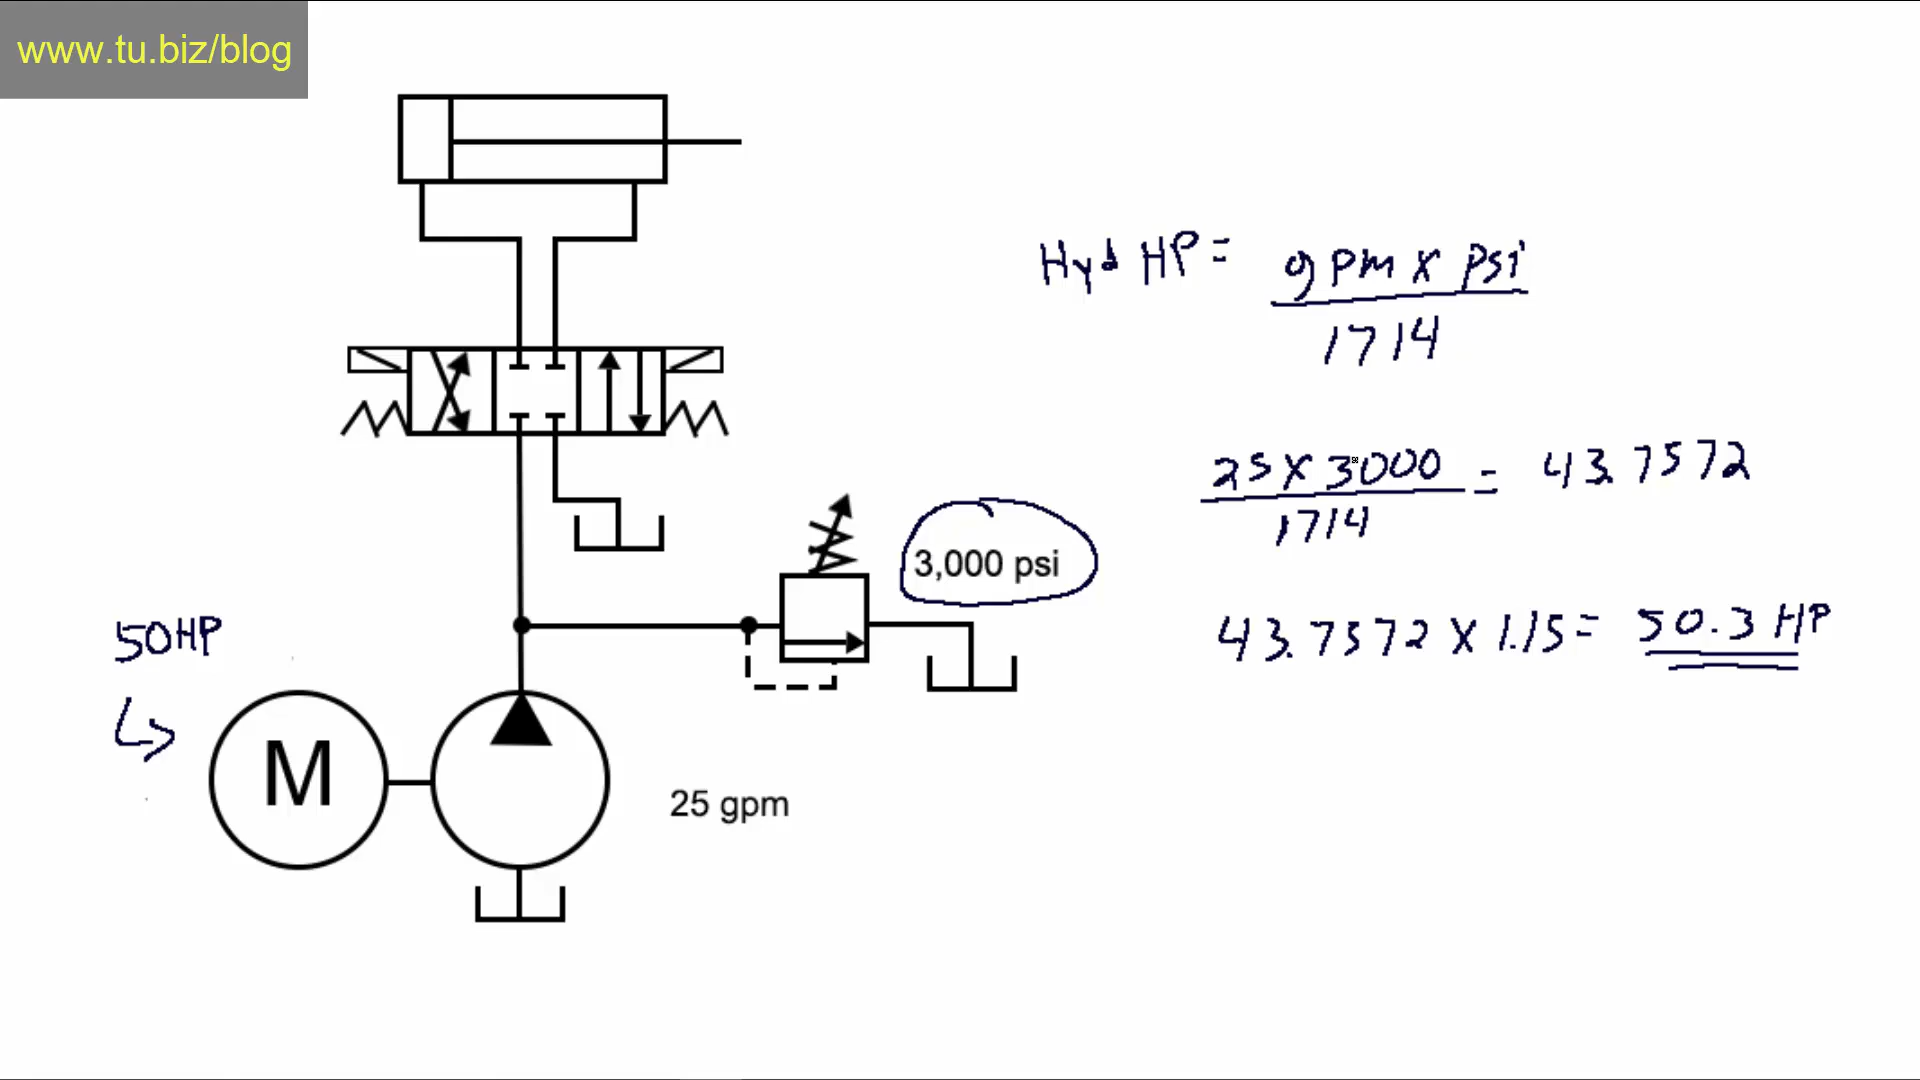 www.tu.biz/blog
Hyd HP = gpm x psi
1714
25 x 3000 = 43.7572
1714
3,000 psi
43.7572 x 1.15 = 50.3 HP
50HP
M
25 gpm